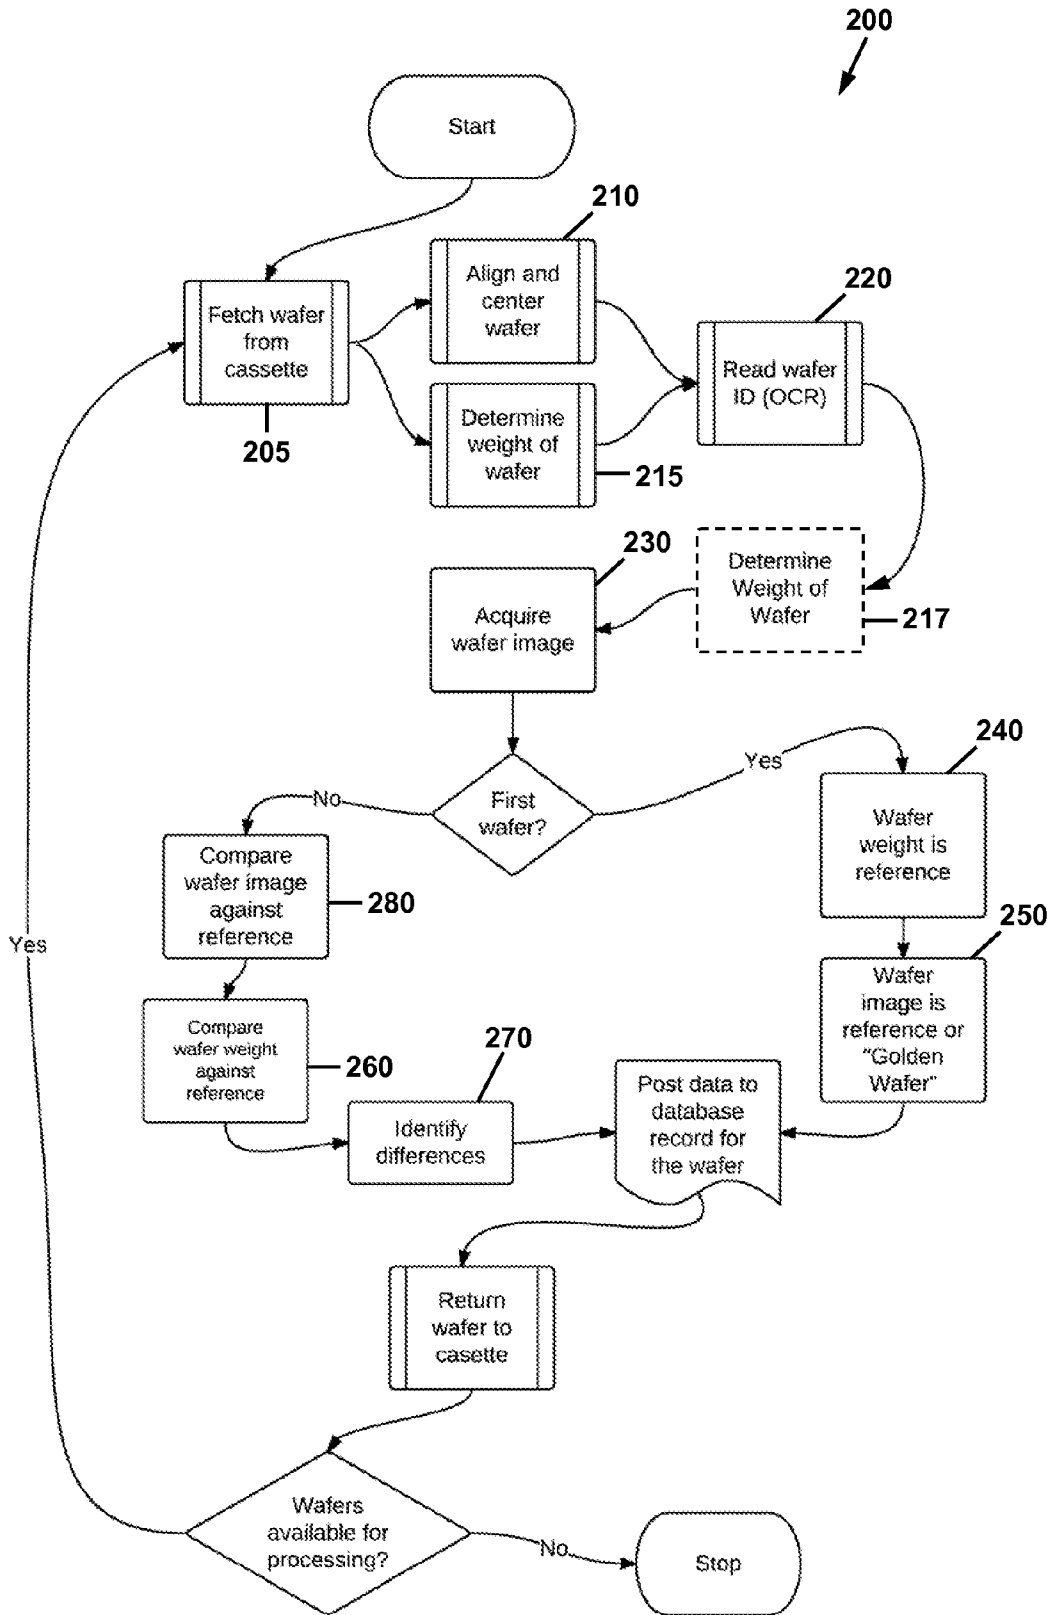 200
Start
210
Align and
center
wafer
220
Fetch wafer
from
cassette
205
Read wafer
ID (OCR)
Determine
weight of
wafer
215
230
Determine
Weight of
Wafer
217
Acquire
wafer image
240
Yes
First
wafer?
No
Wafer
weight is
reference
Compare
wafer image
against
reference
280
250
Yes
Wafer
image is
reference or
"Golden
Wafer"
Compare
wafer weight
against
reference
260
270
Identify
differences
Post data to
database
record for
the wafer
Return
wafer to
casette
Wafers
available for
processing?
No
Stop